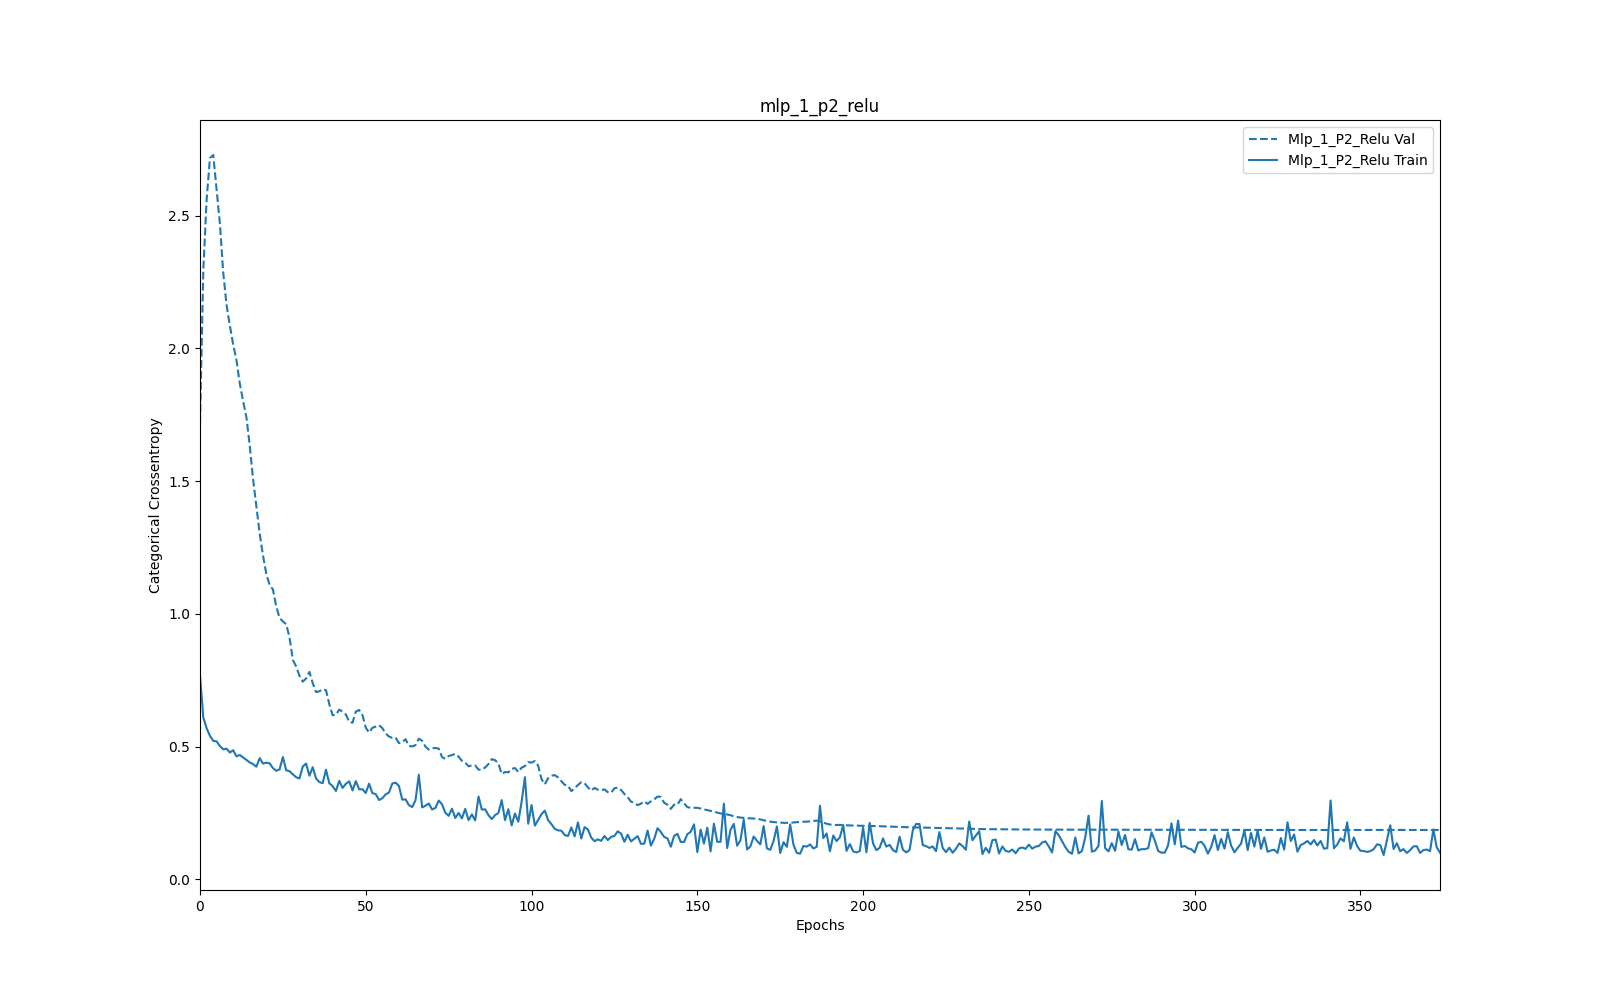 mlp_1_p2_relu
Mlp_1_P2_Relu Val
Mlp_1_P2_Relu Train
Categorical Crossentropy
2.5
2.0
1.5
1.0
0.5
0.0
0 50 100 150 200 250 300 350
Epochs